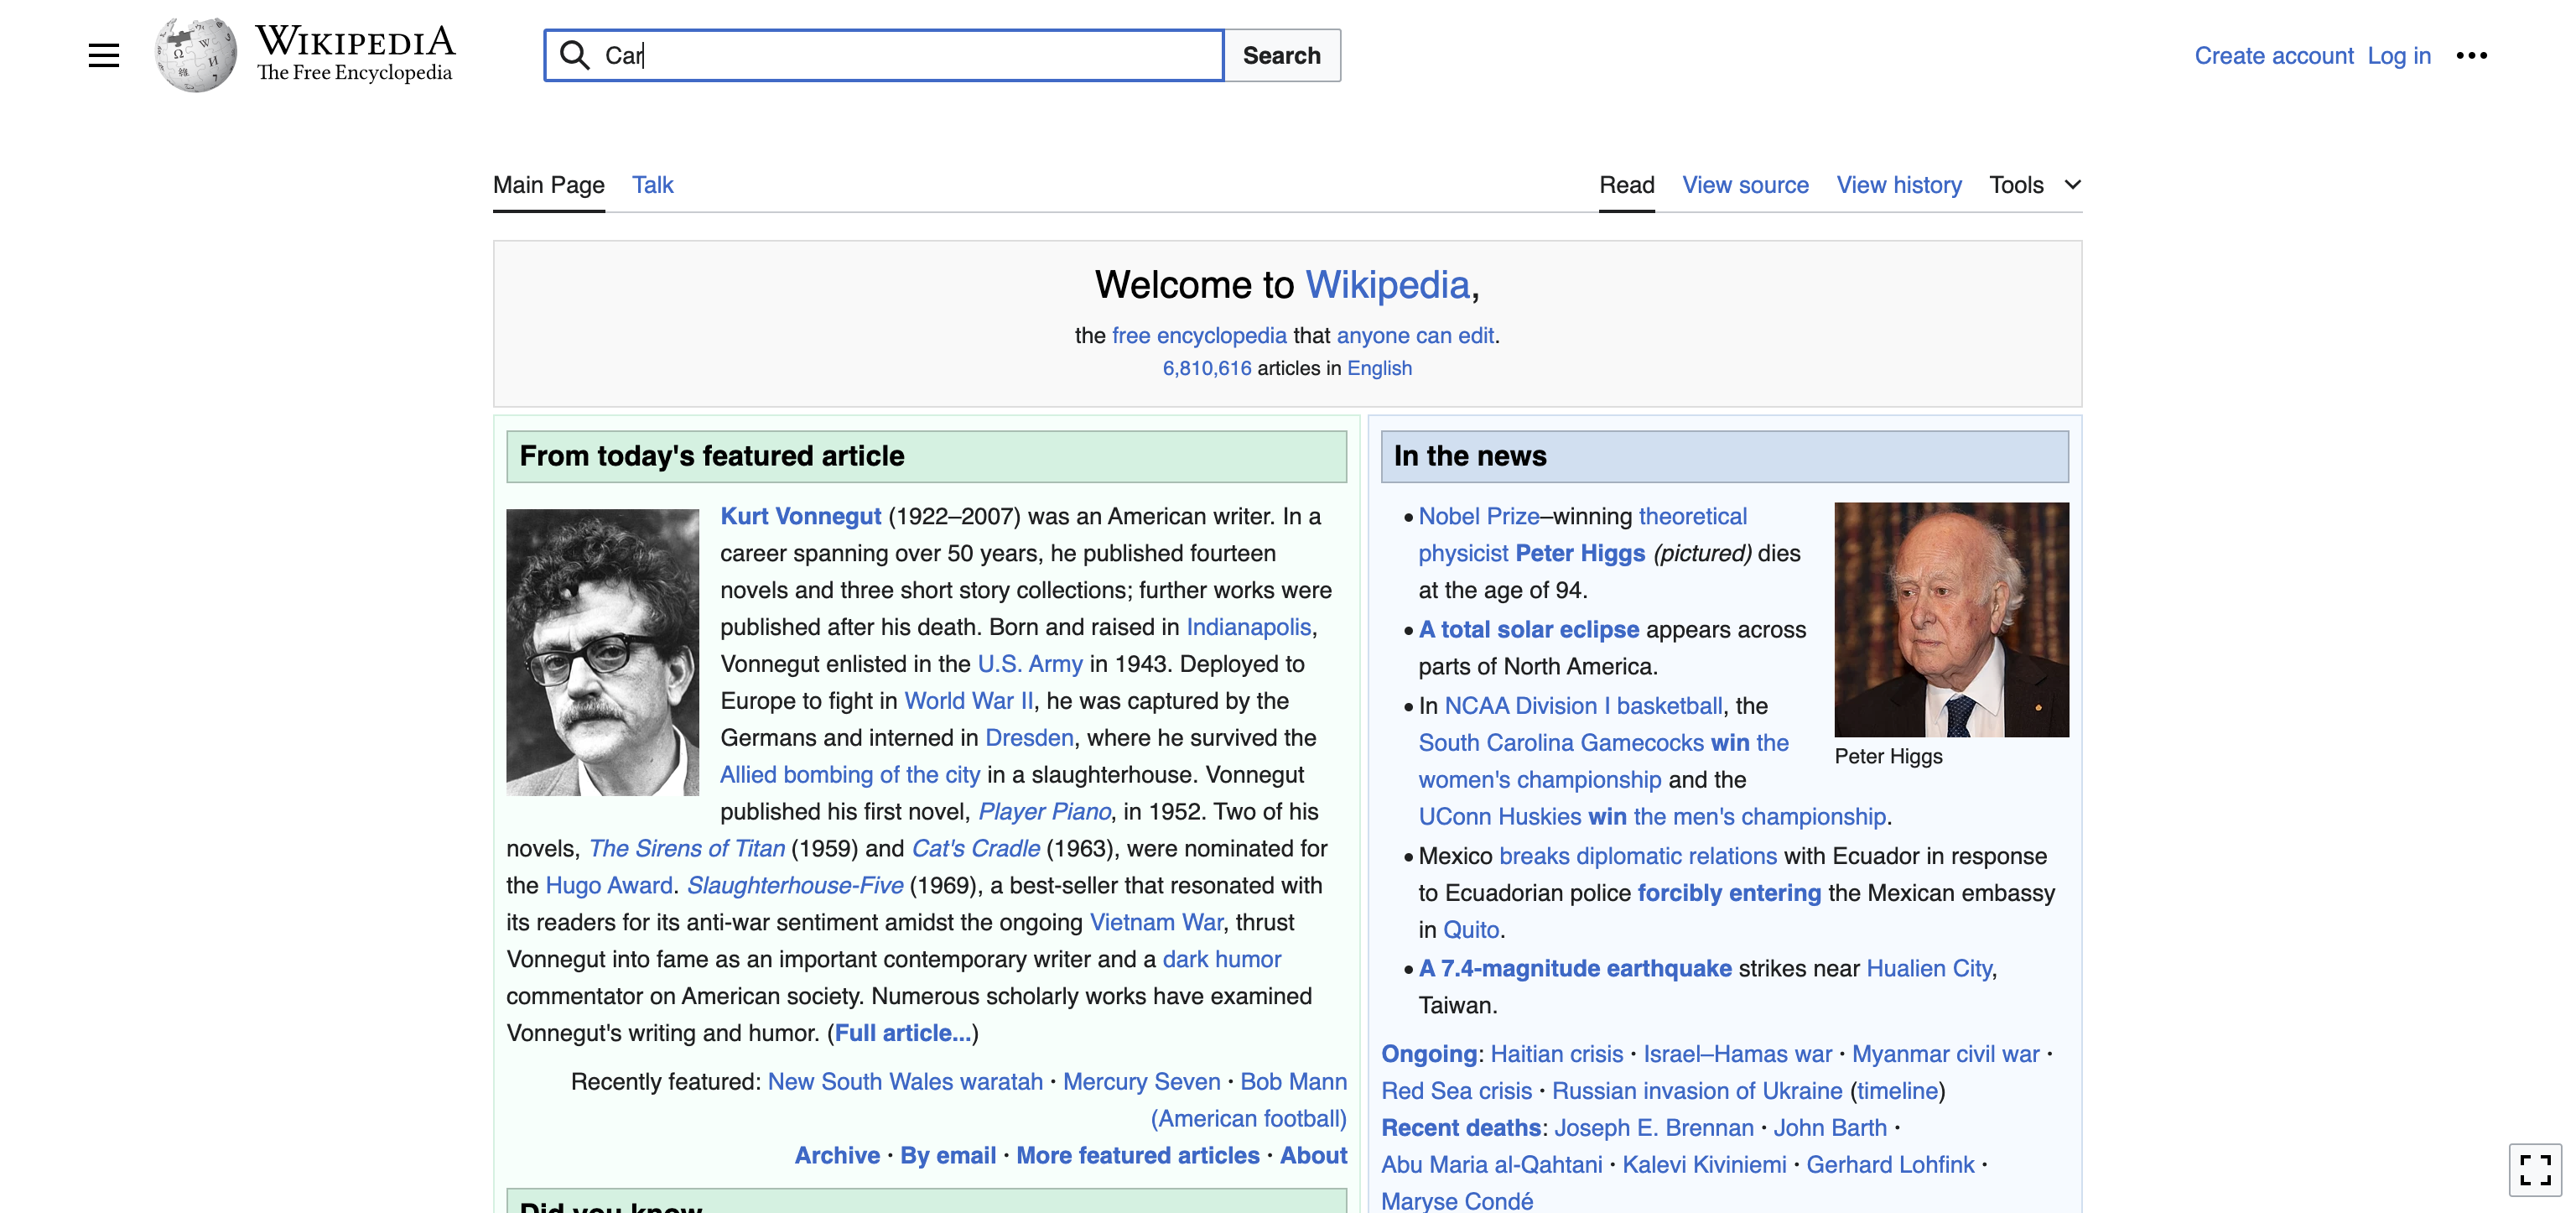 WIKIPEDIA
The Free Encyclopedia
Car
Search
Create account Log in
Main Page Talk
Read View source View history Tools
Welcome to Wikipedia,
the free encyclopedia that anyone can edit.
6,810,616 articles in English
From today's featured article
Kurt Vonnegut (1922–2007) was an American writer. In a
career spanning over 50 years, he published fourteen
novels and three short story collections; further works were
published after his death. Born and raised in Indianapolis,
Vonnegut enlisted in the U.S. Army in 1943. Deployed to
Europe to fight in World War II, he was captured by the
Germans and interned in Dresden, where he survived the
Allied bombing of the city in a slaughterhouse. Vonnegut
published his first novel, Player Piano, in 1952. Two of his
novels, The Sirens of Titan (1959) and Cat's Cradle (1963), were nominated for
the Hugo Award. Slaughterhouse-Five (1969), a best-seller that resonated with
its readers for its anti-war sentiment amidst the ongoing Vietnam War, thrust
Vonnegut into fame as an important contemporary writer and a dark humor
commentator on American society. Numerous scholarly works have examined
Vonnegut's writing and humor. (Full article...)
Recently featured: New South Wales waratah · Mercury Seven · Bob Mann
(American football)
Archive · By email · More featured articles · About
Did you know
In the news
• Nobel Prize–winning theoretical
physicist Peter Higgs (pictured) dies
at the age of 94.
• A total solar eclipse appears across
parts of North America.
• In NCAA Division I basketball, the
South Carolina Gamecocks win the
women's championship and the
UConn Huskies win the men's championship.
Peter Higgs
• Mexico breaks diplomatic relations with Ecuador in response
to Ecuadorian police forcibly entering the Mexican embassy
in Quito.
• A 7.4-magnitude earthquake strikes near Hualien City,
Taiwan.
Ongoing: Haitian crisis · Israel–Hamas war · Myanmar civil war ·
Red Sea crisis · Russian invasion of Ukraine (timeline)
Recent deaths: Joseph E. Brennan · John Barth ·
Abu Maria al-Qahtani · Kalevi Kiviniemi · Gerhard Lohfink ·
Maryse Condé